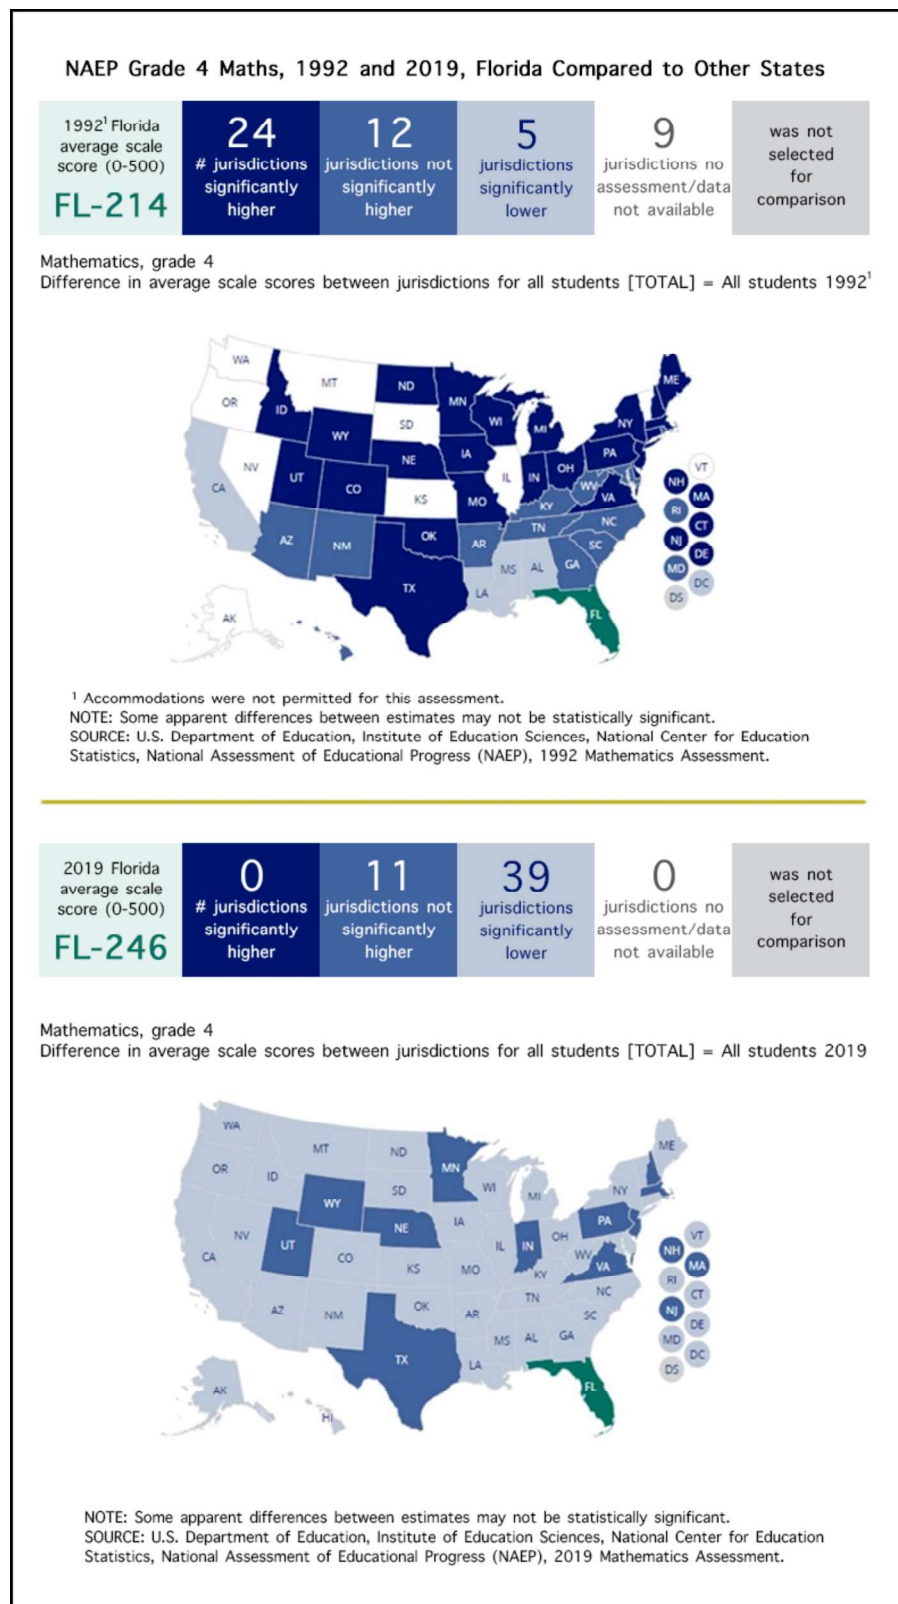 NAEP Grade 4 Maths, 1992 and 2019, Florida Compared to Other States
1992¹ Florida
average scale
score (0-500)
FL-214
24
# jurisdictions
significantly
higher
12
jurisdictions not
significantly
higher
5
jurisdictions
significantly
lower
9
jurisdictions no
assessment/data
not available
was not
selected
for
comparison
Mathematics, grade 4
Difference in average scale scores between jurisdictions for all students [TOTAL] = All students 1992¹
WA
MT
ND
MN
ME
OR
ID
SD
WI
MI
NY
WY
NE
IA
PA
NV
UT
CO
KS
IL
IN
OH
WV
VA
CA
MO
KY
NC
TN
AZ
NM
OK
AR
SC
MS
AL
GA
TX
LA
FL
AK
VT
NH
MA
RI
CT
NJ
DE
MD
DC
DS
¹ Accommodations were not permitted for this assessment.
NOTE: Some apparent differences between estimates may not be statistically significant.
SOURCE: U.S. Department of Education, Institute of Education Sciences, National Center for Education
Statistics, National Assessment of Educational Progress (NAEP), 1992 Mathematics Assessment.
2019 Florida
average scale
score (0-500)
FL-246
0
# jurisdictions
significantly
higher
11
jurisdictions not
significantly
higher
39
jurisdictions
significantly
lower
0
jurisdictions no
assessment/data
not available
was not
selected
for
comparison
Mathematics, grade 4
Difference in average scale scores between jurisdictions for all students [TOTAL] = All students 2019
WA
MT
ND
MN
ME
OR
ID
SD
WI
MI
NY
WY
NE
IA
PA
NV
UT
CO
KS
IL
IN
OH
WV
VA
CA
MO
KY
NC
TN
AZ
NM
OK
AR
SC
MS
AL
GA
TX
LA
FL
AK
HI
VT
NH
MA
RI
CT
NJ
DE
MD
DC
DS
NOTE: Some apparent differences between estimates may not be statistically significant.
SOURCE: U.S. Department of Education, Institute of Education Sciences, National Center for Education
Statistics, National Assessment of Educational Progress (NAEP), 2019 Mathematics Assessment.